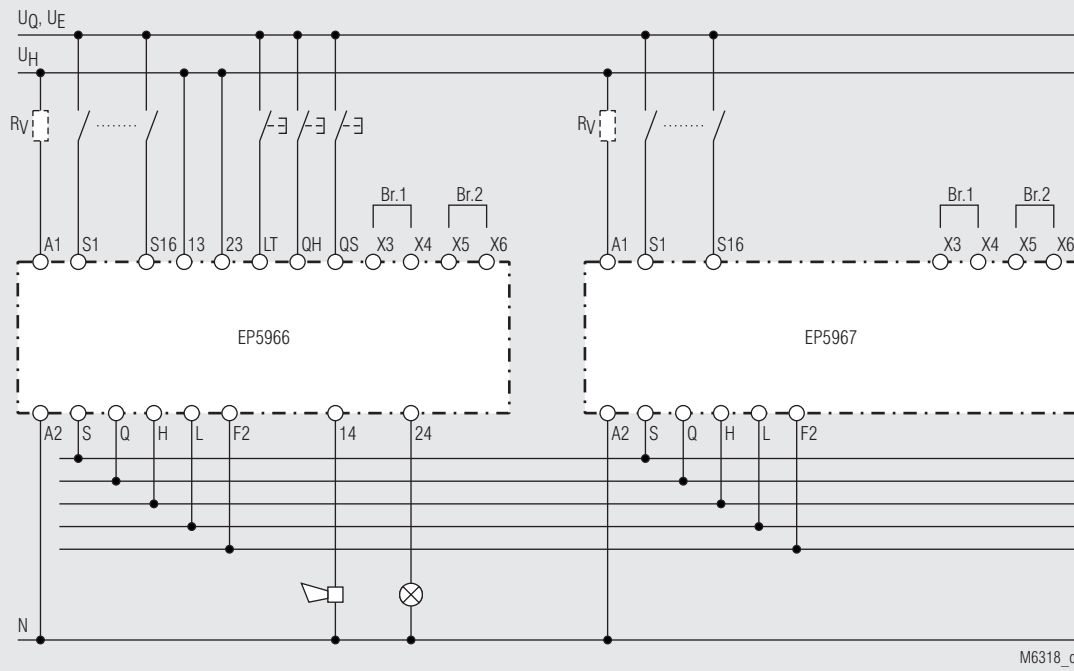 UQ, UE
UH
RV RV
Br.1 Br.2 Br.1 Br.2
A1 S1 S16 13 23 LT QH QS X3 X4 X5 X6 A1 S1 S16 X3 X4 X5 X6
EP5966 EP5967
A2 S Q H L F2 14 24 A2 S Q H L F2
N
M6318_c